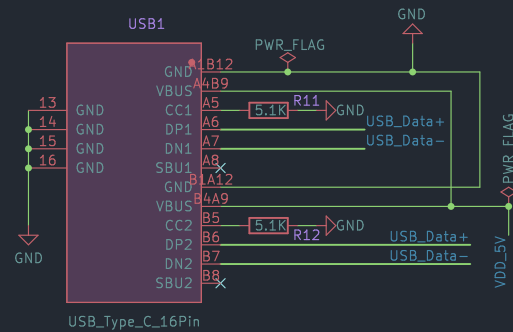 USB1
GND
PWR_FLAG
A1B12
GND
A4B9
VBUS
13 GND
CC1 A5 5.1K R11 GND
14 GND
DP1 A6 USB_Data+
15 GND
DN1 A7 USB_Data-
16 GND
SBU1 A8
PWR_FLAG
GND B1A12
VBUS B4A9
CC2 B5 5.1K R12 GND
DP2 B6 USB_Data+
GND
DN2 B7 USB_Data-
SBU2 B8
VDD_5V
USB_Type_C_16Pin